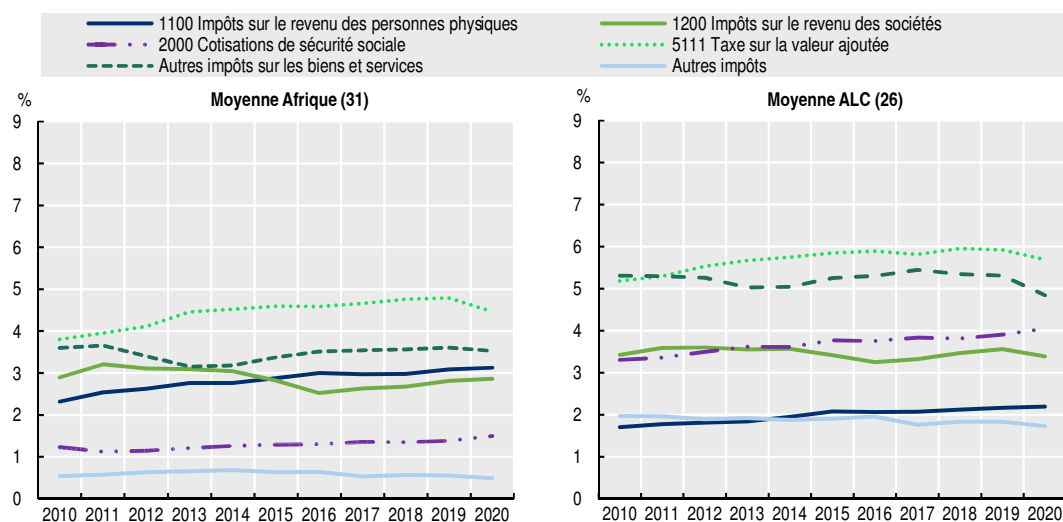 1100 Impôts sur le revenu des personnes physiques
1200 Impôts sur le revenu des sociétés
2000 Cotisations de sécurité sociale
5111 Taxe sur la valeur ajoutée
Autres impôts sur les biens et services
Autres impôts
%
Moyenne Afrique (31)
9
8
7
6
5
4
3
2
1
0
2010 2011 2012 2013 2014 2015 2016 2017 2018 2019 2020
%
Moyenne ALC (26)
9
8
7
6
5
4
3
2
1
0
2010 2011 2012 2013 2014 2015 2016 2017 2018 2019 2020